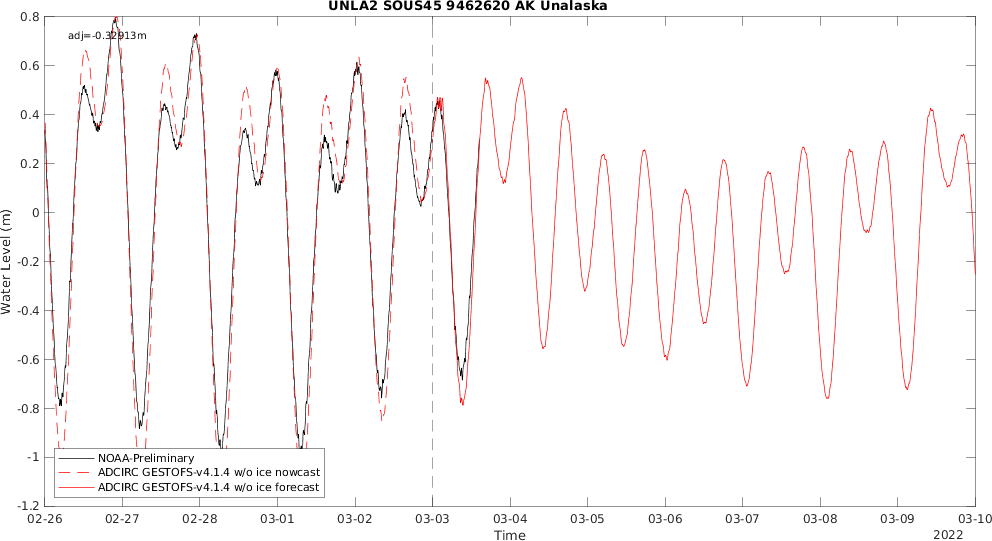 UNLA2 SOUS45 9462620 AK Unalaska
adj=-0.32913m
0.8
0.6
0.4
0.2
0
-0.2
-0.4
-0.6
-0.8
-1
-1.2
Water Level (m)
NOAA-Preliminary
ADCIRC GESTOFS-v4.1.4 w/o ice nowcast
ADCIRC GESTOFS-v4.1.4 w/o ice forecast
02-26 02-27 02-28 03-01 03-02 03-03 03-04 03-05 03-06 03-07 03-08 03-09 03-10
Time
2022